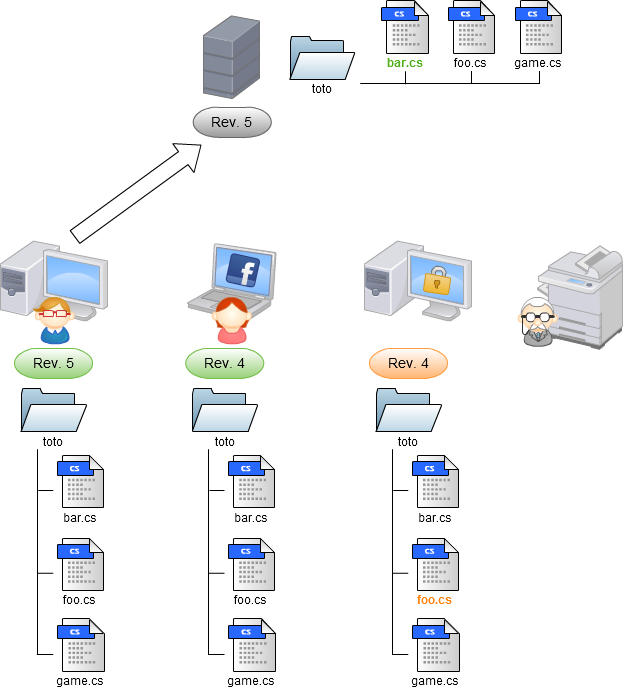 cs cs cs
bar.cs foo.cs game.cs
toto
Rev. 5
f
Rev. 5 Rev. 4 Rev. 4
toto toto toto
cs cs cs
bar.cs bar.cs bar.cs
cs cs cs
foo.cs foo.cs foo.cs
cs cs cs
game.cs game.cs game.cs